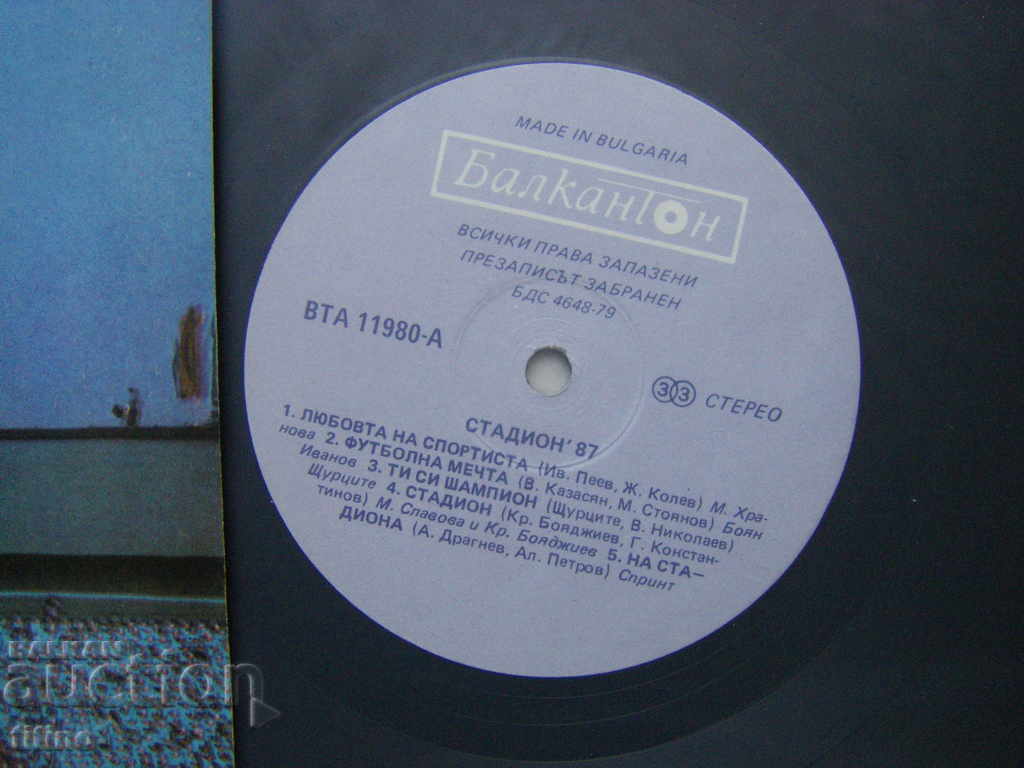 MADE IN BULGARIA
Балкантон
ВСИЧКИ ПРАВА ЗАПАЗЕНИ
ПРЕЗАПИСЪТ ЗАБРАНЕН
БДС 4648-79
ВТА 11980-А
33 СТЕРЕО
СТАДИОН' 87
1. ЛЮБОВТА НА СПОРТИСТА (Ив. Пеев, Ж. Колев) М. Хра-
нова 2. ФУТБОЛНА МЕЧТА (В. Казасян, М. Стоянов) Боян
Иванов 3. ТИ СИ ШАМПИОН (Щурците, В. Николаев)
Щурците 4. СТАДИОН (Кр. Бояджиев, Г. Констан-
тинов) М. Славова и Кр. Бояджиев 5. НА СТА-
ДИОНА (А. Драгнев, Ал. Петров) Спринт
BALKAN
auction
fifino